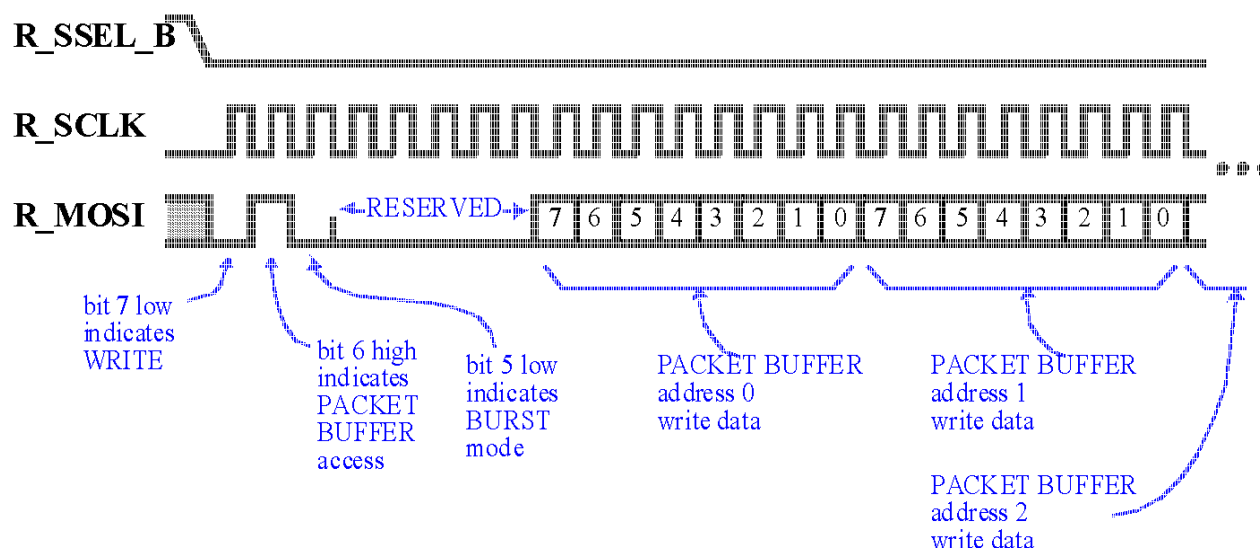 R_SSEL_B
R_SCLK
R_MOSI
RESERVED
7 6 5 4 3 2 1 0 7 6 5 4 3 2 1 0
bit 7 low
indicates
WRITE
bit 6 high
indicates
PACKET
BUFFER
access
bit 5 low
indicates
BURST
mode
PACKET BUFFER
address 0
write data
PACKET BUFFER
address 1
write data
PACKET BUFFER
address 2
write data